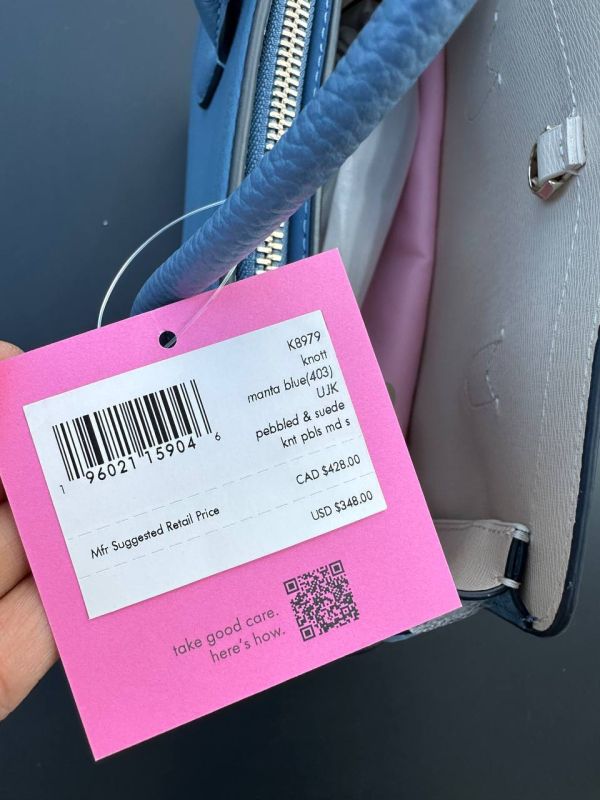 K8979
knott
manta blue(403)
UJK
pebbled & suede
knt pbls md s
1 96021 15904 6
CAD $428.00
Mfr Suggested Retail Price
USD $348.00
take good care.
here's how.